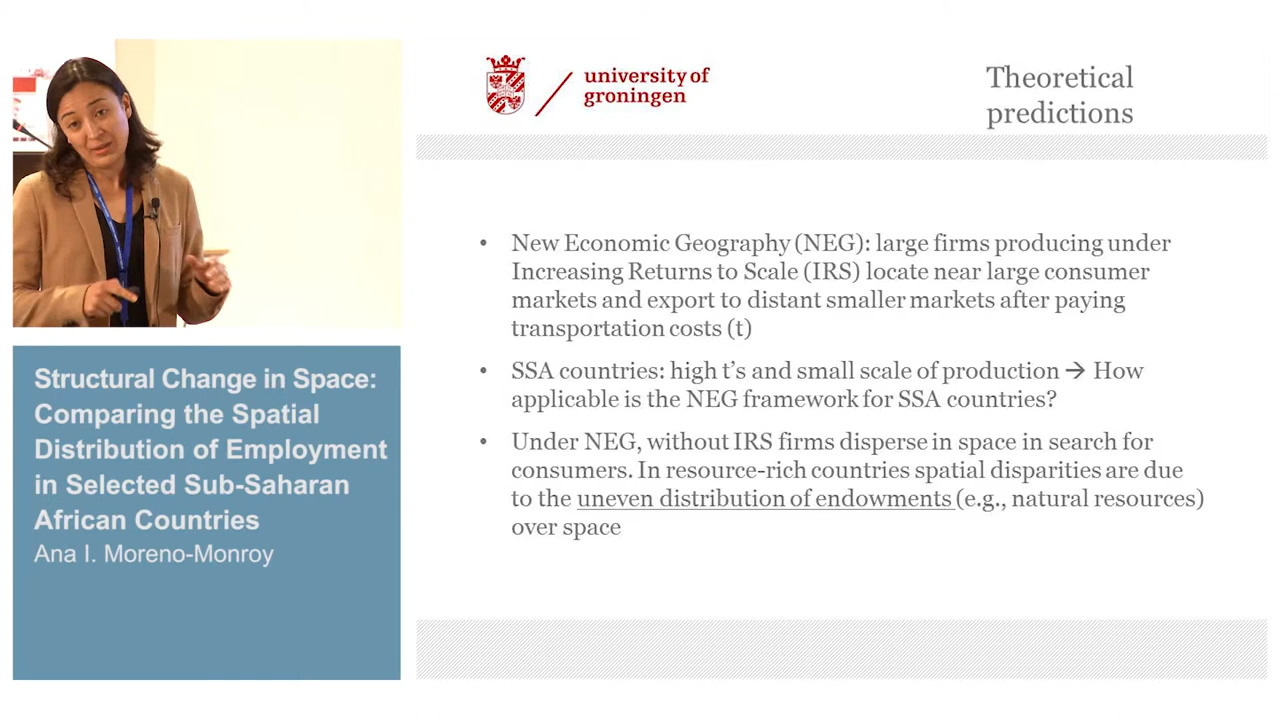 university of
groningen
Theoretical
predictions
• New Economic Geography (NEG): large firms producing under
Increasing Returns to Scale (IRS) locate near large consumer
markets and export to distant smaller markets after paying
transportation costs (t)
• SSA countries: high t's and small scale of production → How
applicable is the NEG framework for SSA countries?
• Under NEG, without IRS firms disperse in space in search for
consumers. In resource-rich countries spatial disparities are due
to the uneven distribution of endowments (e.g., natural resources)
over space
Structural Change in Space:
Comparing the Spatial
Distribution of Employment
in Selected Sub-Saharan
African Countries
Ana I. Moreno-Monroy